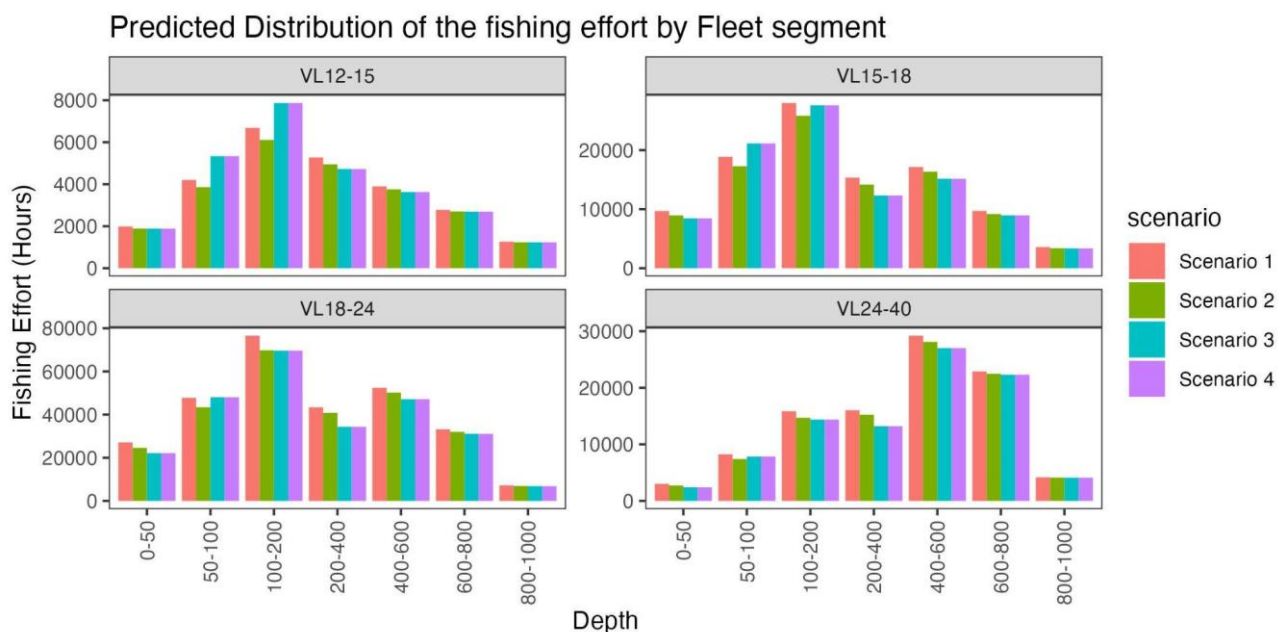 Predicted Distribution of the fishing effort by Fleet segment
VL12-15
VL15-18
8000
6000
4000
2000
0
20000
10000
0
VL18-24
VL24-40
80000
60000
40000
20000
0
30000
20000
10000
0
Fishing Effort (Hours)
0-50
50-100
100-200
200-400
400-600
600-800
800-1000
0-50
50-100
100-200
200-400
400-600
600-800
800-1000
Depth
scenario
Scenario 1
Scenario 2
Scenario 3
Scenario 4